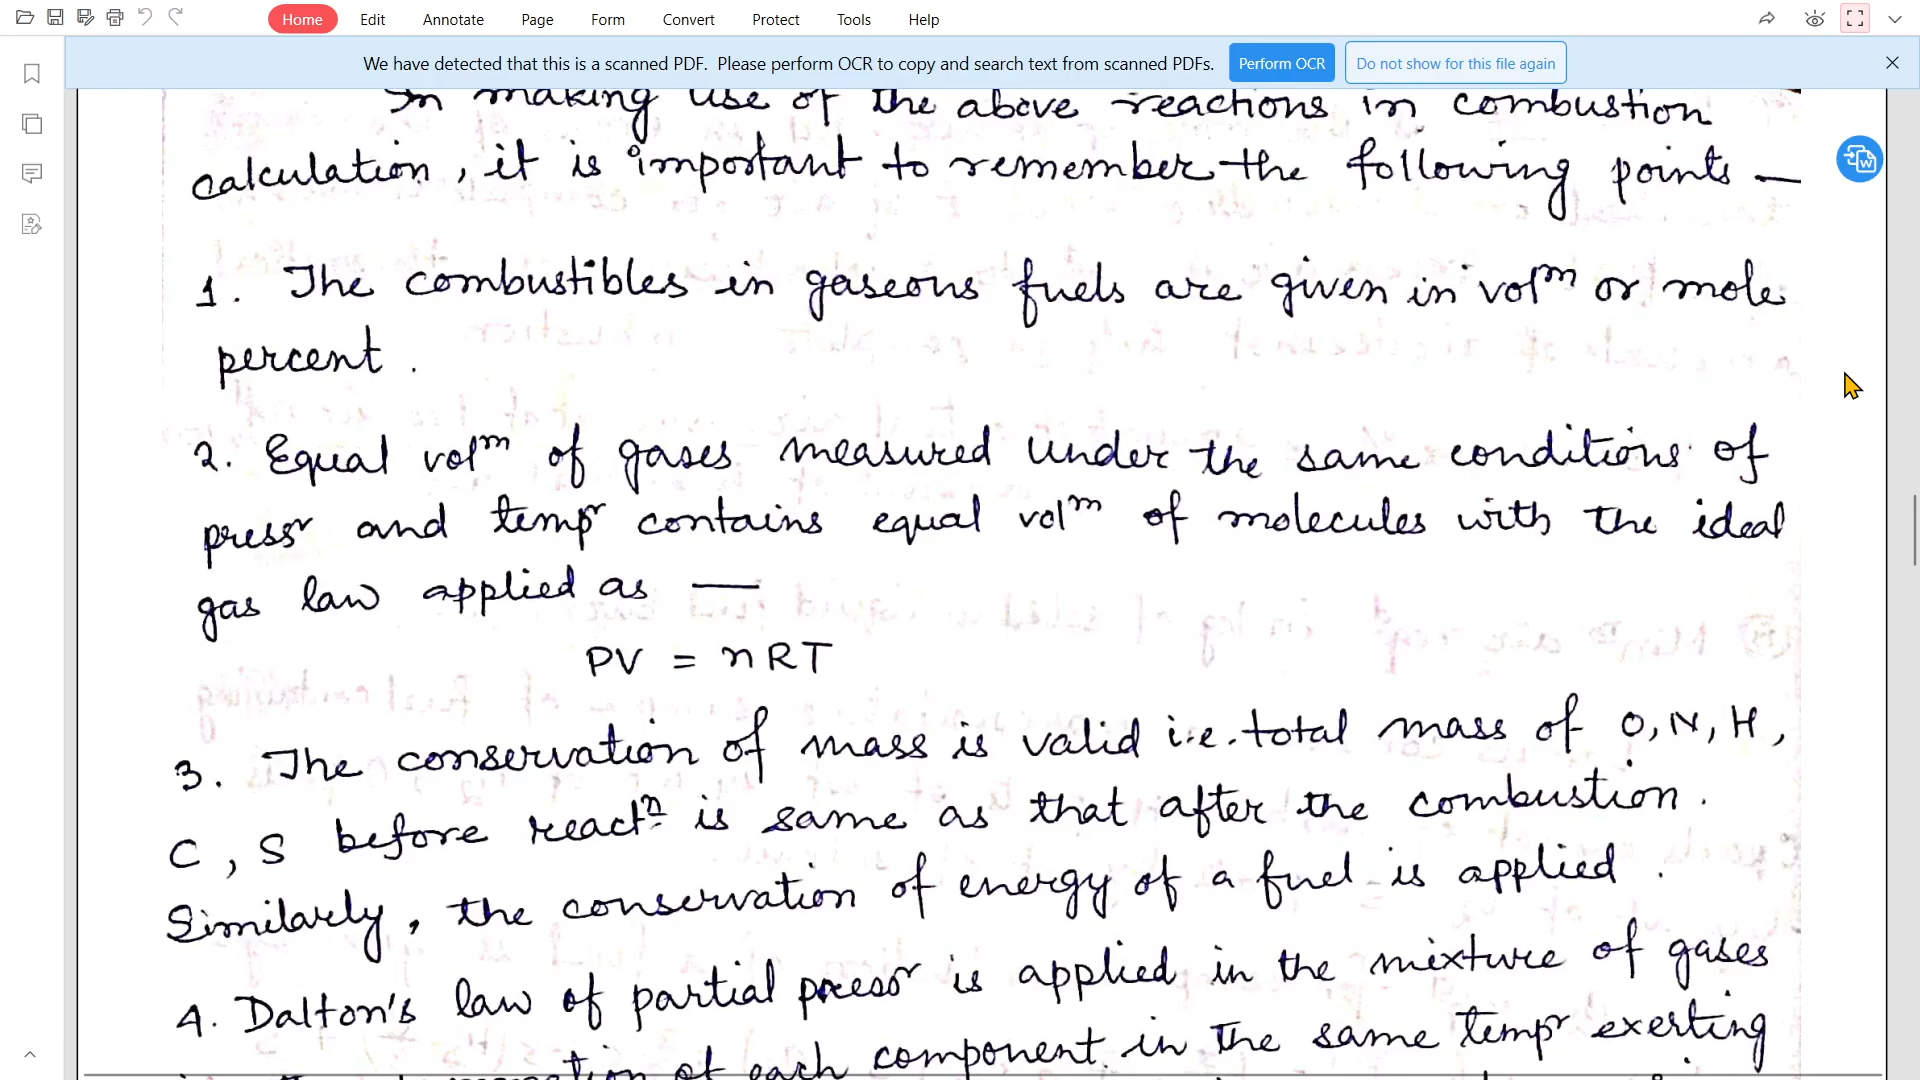 Home Edit Annotate Page Form Convert Protect Tools Help
We have detected that this is a scanned PDF. Please perform OCR to copy and search text from scanned PDFs. Perform OCR Do not show for this file again
In making use of the above reactions in combustion
calculation, it is important to remember the following points —
1. The combustibles in gaseous fuels are given in volm or mole
percent.
2. Equal volm of gases measured under the same conditions of
pressr and tempr contains equal volm of molecules with the ideal
gas law applied as —
PV = nRT
3. The conservation of mass is valid i.e. total mass of O, N, H,
C, S before reactn is same as that after the combustion.
Similarly, the conservation of energy of a fuel is applied.
4. Dalton's law of partial pressr is applied in the mixture of gases
of each component in the same tempr exerting